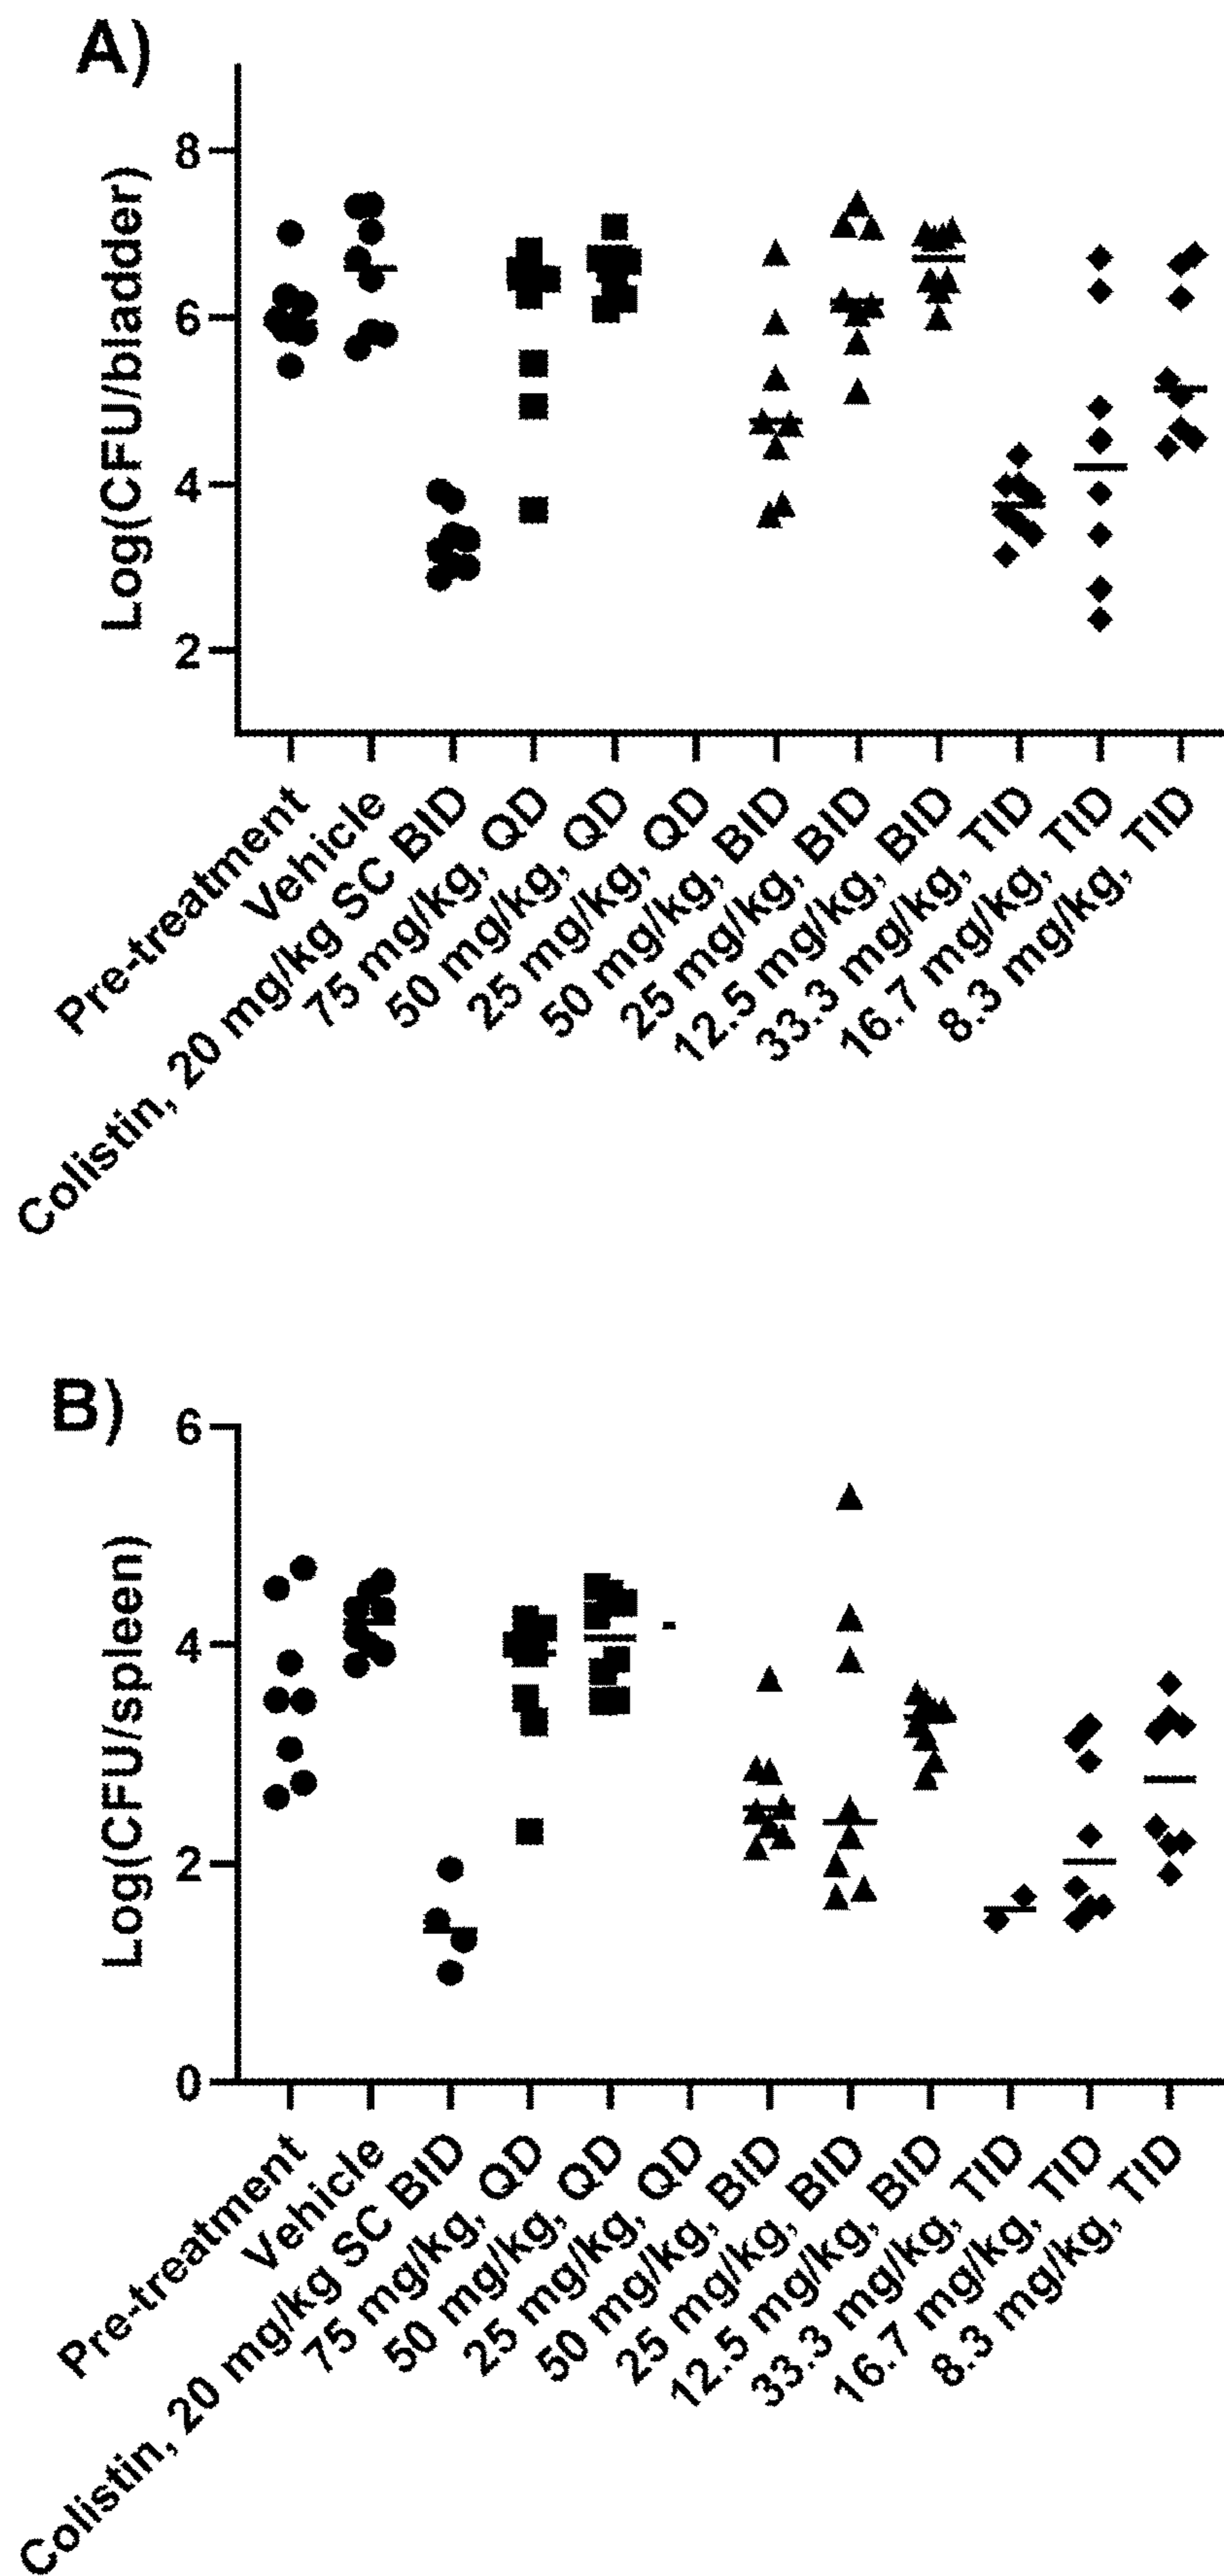 A)
Log(CFU/bladder)
8
6
4
2
Pre-treatment
Vehicle
Colistin, 20 mg/kg SC BID
75 mg/kg, QD
50 mg/kg, QD
25 mg/kg, QD
50 mg/kg, BID
25 mg/kg, BID
12.5 mg/kg, BID
33.3 mg/kg, TID
16.7 mg/kg, TID
8.3 mg/kg, TID
B)
Log(CFU/spleen)
6
4
2
0
Pre-treatment
Vehicle
Colistin, 20 mg/kg SC BID
75 mg/kg, QD
50 mg/kg, QD
25 mg/kg, QD
50 mg/kg, BID
25 mg/kg, BID
12.5 mg/kg, BID
33.3 mg/kg, TID
16.7 mg/kg, TID
8.3 mg/kg, TID